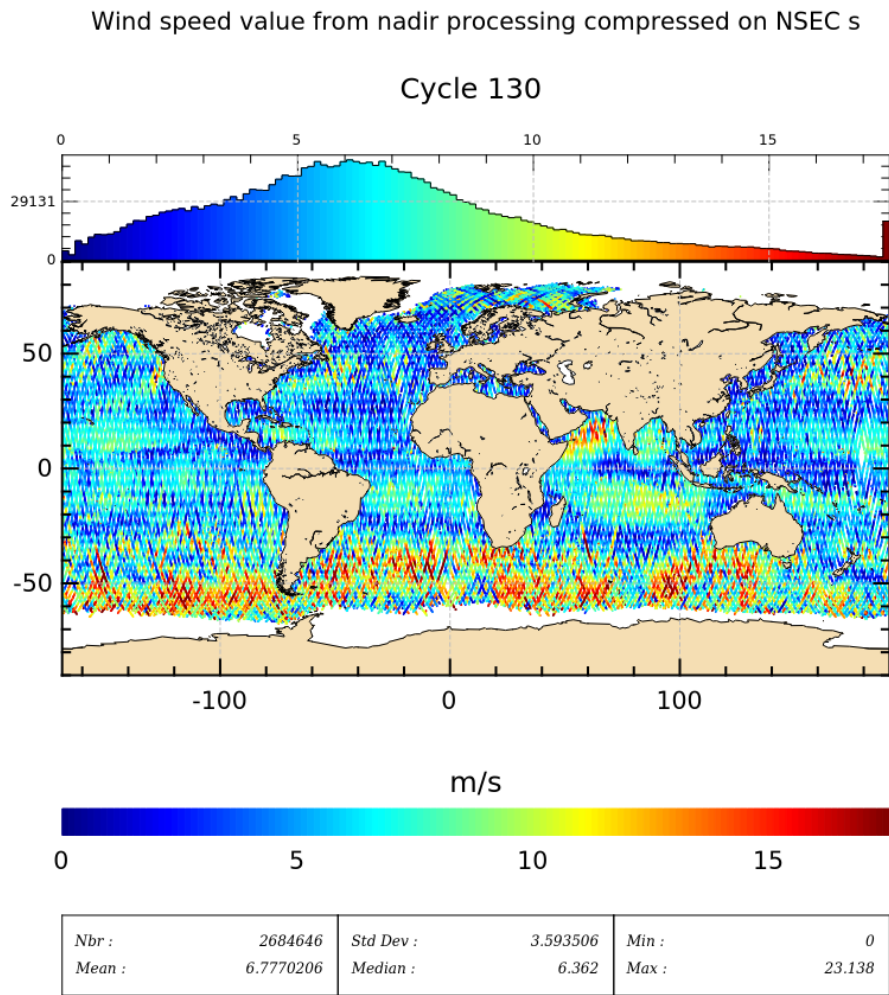 Wind speed value from nadir processing compressed on NSEC s
Cycle 130
0 5 10 15
29131
0
50
0
-50
-100 0 100
m/s
0 5 10 15
Nbr : 2684646 Std Dev : 3.593506 Min : 0
Mean : 6.7770206 Median : 6.362 Max : 23.138